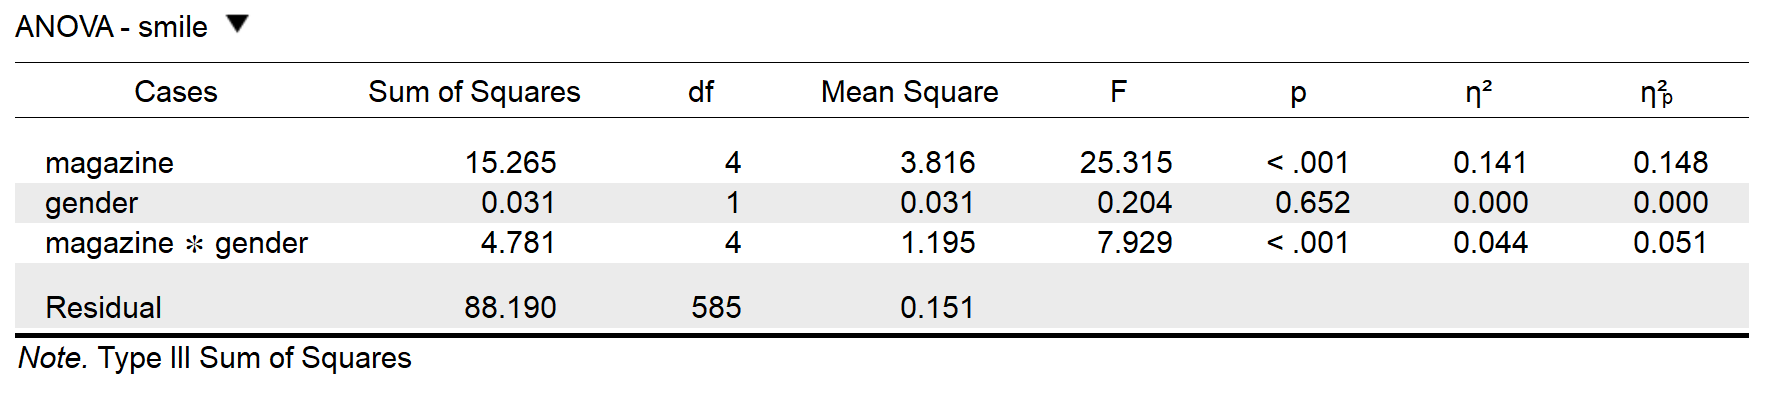 ANOVA - smile ▼
Cases Sum of Squares df Mean Square F p η² η²p
magazine 15.265 4 3.816 25.315 < .001 0.141 0.148
gender 0.031 1 0.031 0.204 0.652 0.000 0.000
magazine ✻ gender 4.781 4 1.195 7.929 < .001 0.044 0.051
Residual 88.190 585 0.151
Note. Type III Sum of Squares